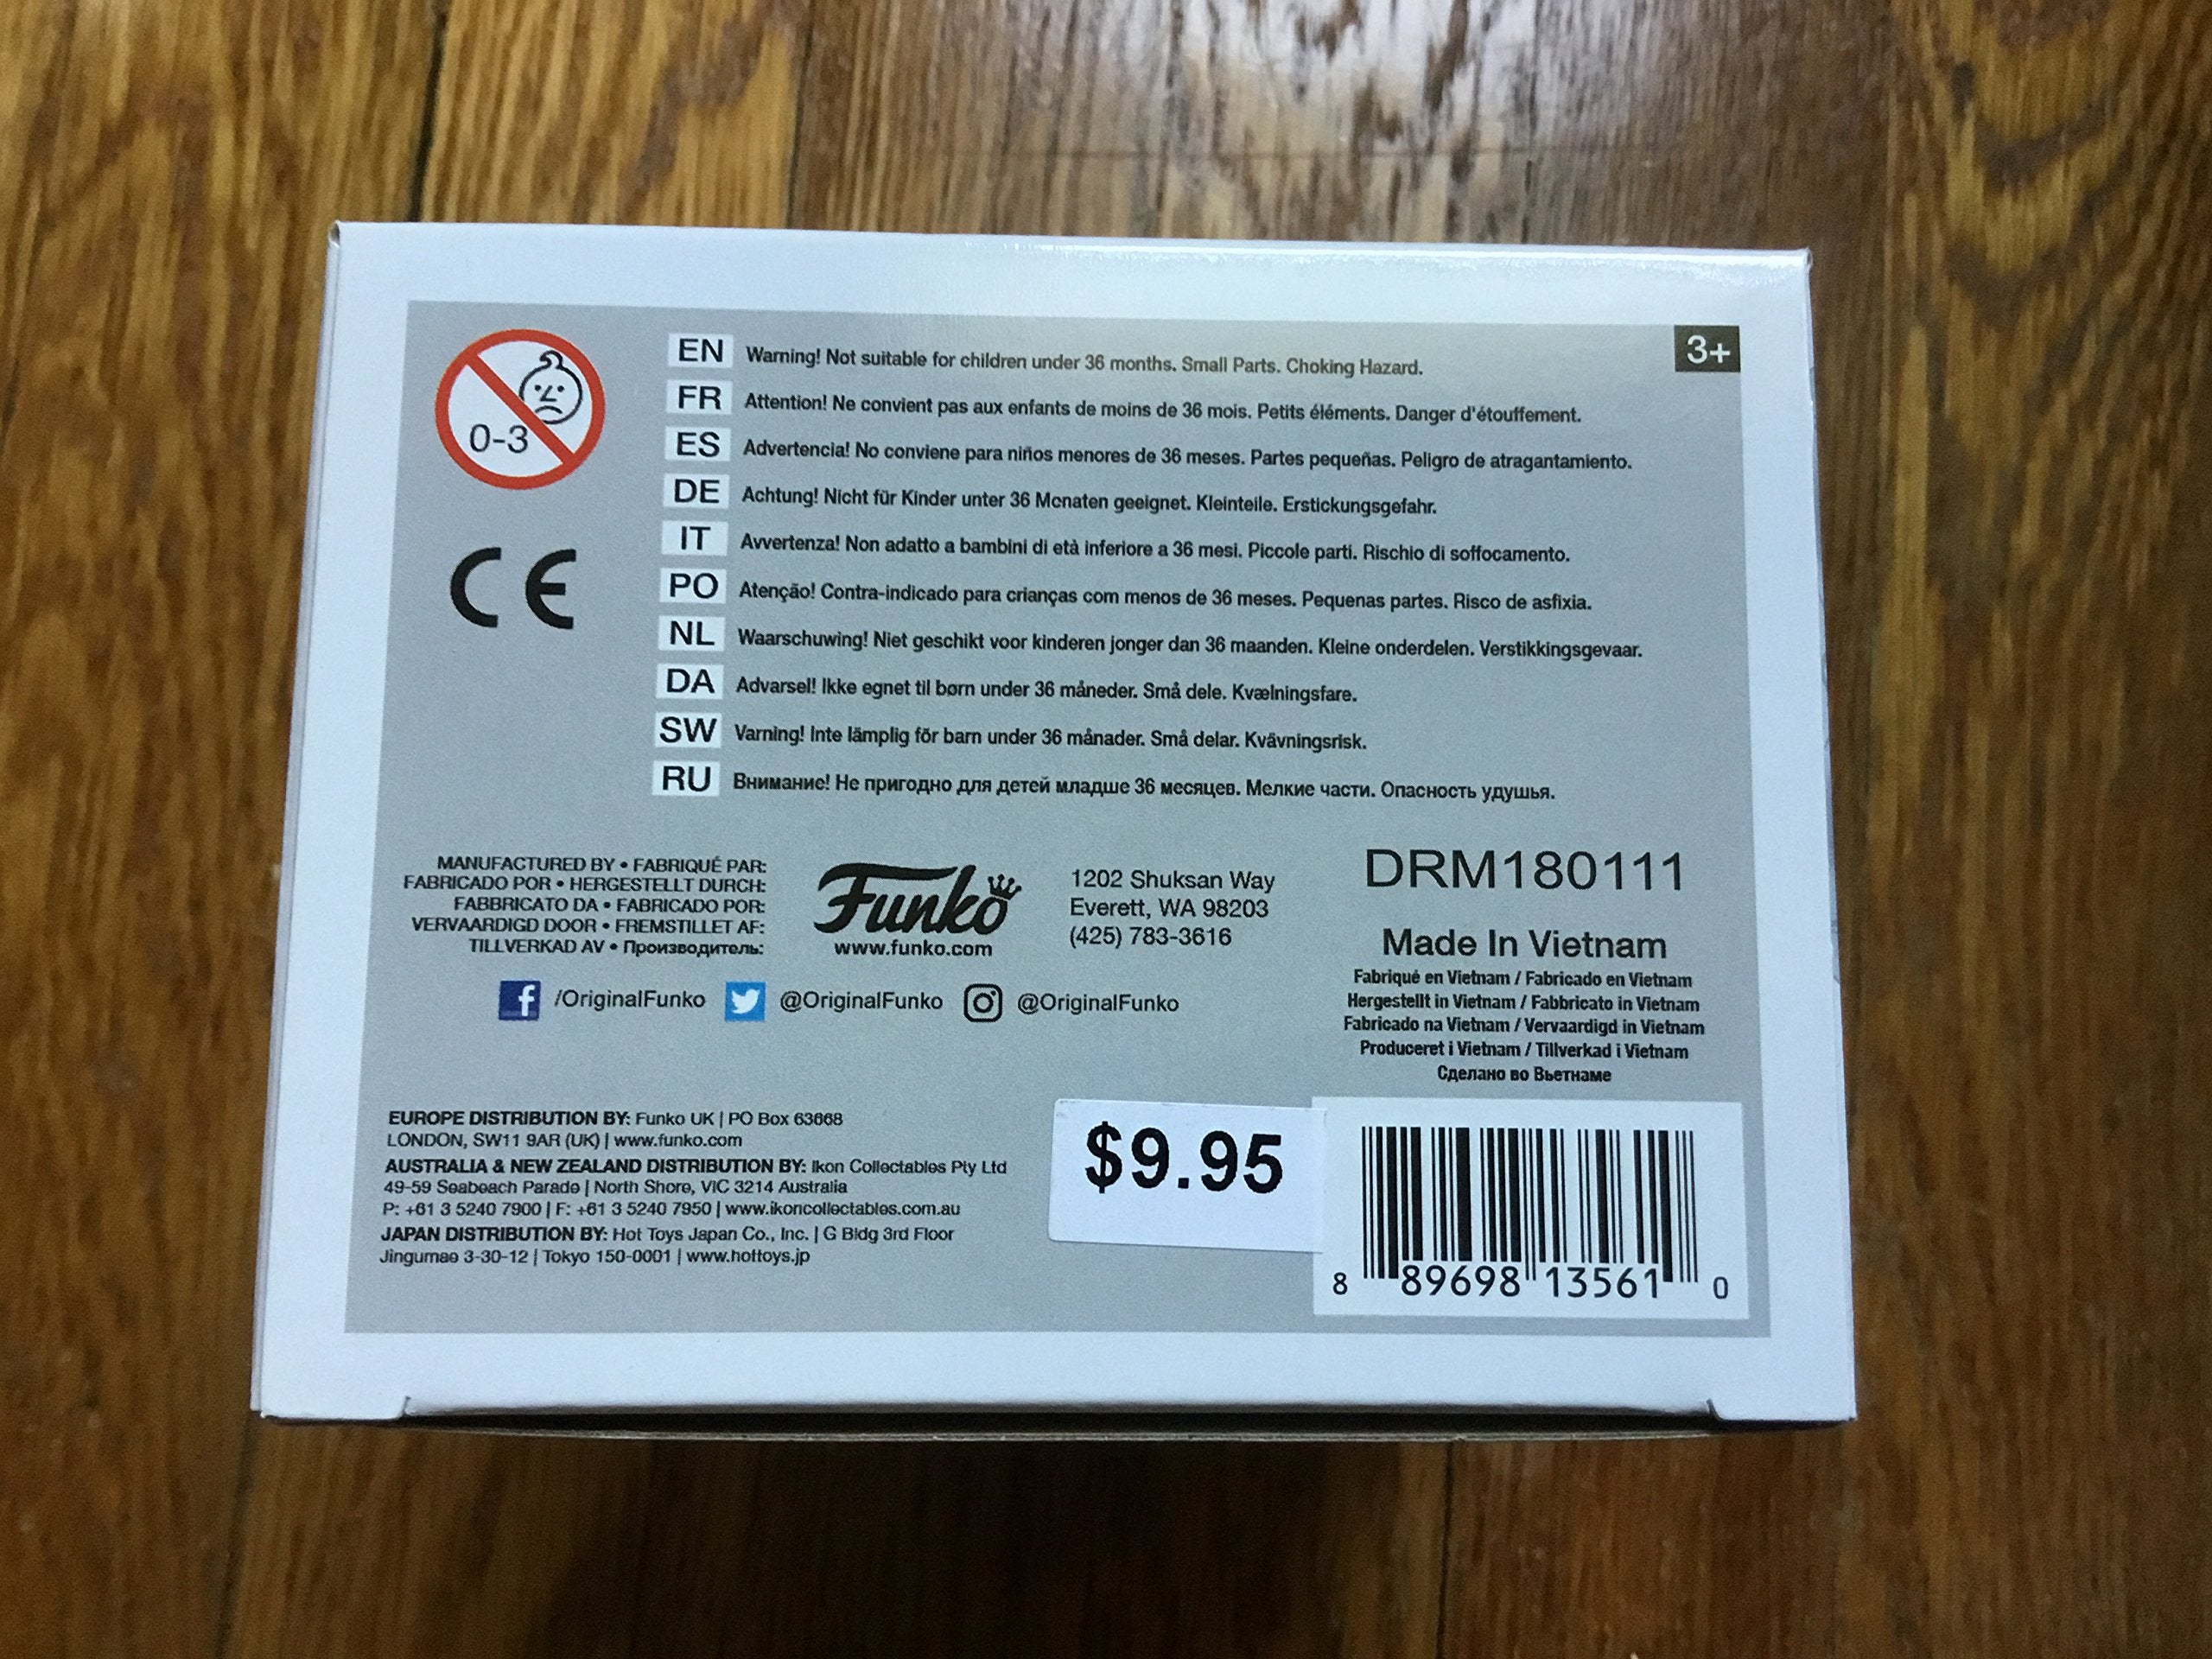 0-3
3+
EN Warning! Not suitable for children under 36 months. Small Parts. Choking Hazard.
FR Attention! Ne convient pas aux enfants de moins de 36 mois. Petits éléments. Danger d'étouffement.
ES Advertencia! No conviene para niños menores de 36 meses. Partes pequeñas. Peligro de atragantamiento.
DE Achtung! Nicht für Kinder unter 36 Monaten geeignet. Kleinteile. Erstickungsgefahr.
IT Avvertenza! Non adatto a bambini di età inferiore a 36 mesi. Piccole parti. Rischio di soffocamento.
PO Atenção! Contra-indicado para crianças com menos de 36 meses. Pequenas partes. Risco de asfixia.
NL Waarschuwing! Niet geschikt voor kinderen jonger dan 36 maanden. Kleine onderdelen. Verstikkingsgevaar.
DA Advarsel! Ikke egnet til børn under 36 måneder. Små dele. Kvælningsfare.
SW Varning! Inte lämplig för barn under 36 månader. Små delar. Kvävningsrisk.
RU Внимание! Не пригодно для детей младше 36 месяцев. Мелкие части. Опасность удушья.
CE
MANUFACTURED BY • FABRIQUÉ PAR:
FABRICADO POR • HERGESTELLT DURCH:
FABBRICATO DA • FABRICADO POR:
VERVAARDIGD DOOR • FREMSTILLET AF:
TILLVERKAD AV • Производитель:
Funko
www.funko.com
1202 Shuksan Way
Everett, WA 98203
(425) 783-3616
/OriginalFunko @OriginalFunko @OriginalFunko
DRM180111
Made In Vietnam
Fabriqué en Vietnam / Fabricado en Vietnam
Hergestellt in Vietnam / Fabbricato in Vietnam
Fabricado na Vietnam / Vervaardigd in Vietnam
Produceret i Vietnam / Tillverkad i Vietnam
Сделано во Вьетнаме
EUROPE DISTRIBUTION BY: Funko UK | PO Box 63668
LONDON, SW11 9AR (UK) | www.funko.com
AUSTRALIA & NEW ZEALAND DISTRIBUTION BY: Ikon Collectables Pty Ltd
49-59 Seabeach Parade | North Shore, VIC 3214 Australia
P: +61 3 5240 7900 | F: +61 3 5240 7950 | www.ikoncollectables.com.au
JAPAN DISTRIBUTION BY: Hot Toys Japan Co., Inc. | G Bldg 3rd Floor
Jingumae 3-30-12 | Tokyo 150-0001 | www.hottoys.jp
$9.95
8 89698 13561 0